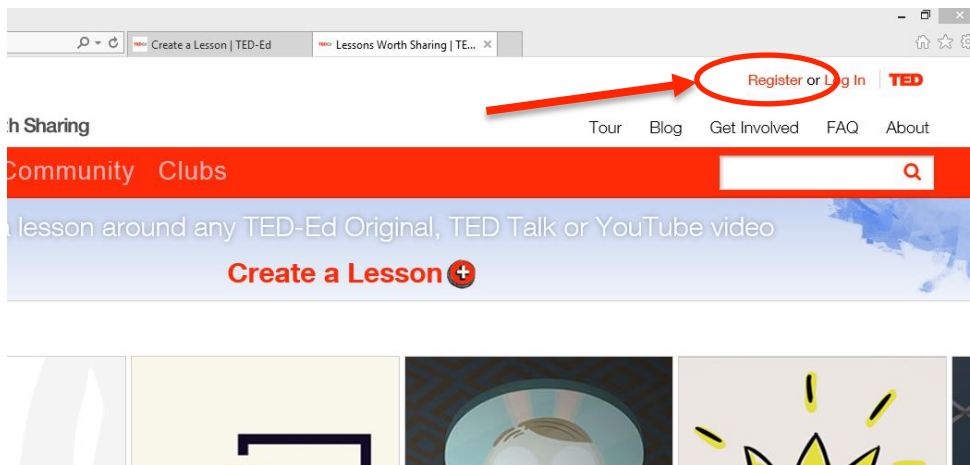 Create a Lesson | TED-Ed
Lessons Worth Sharing | TE...
Register or Log In TED
h Sharing
Tour Blog Get Involved FAQ About
Community Clubs
lesson around any TED-Ed Original, TED Talk or YouTube video
Create a Lesson